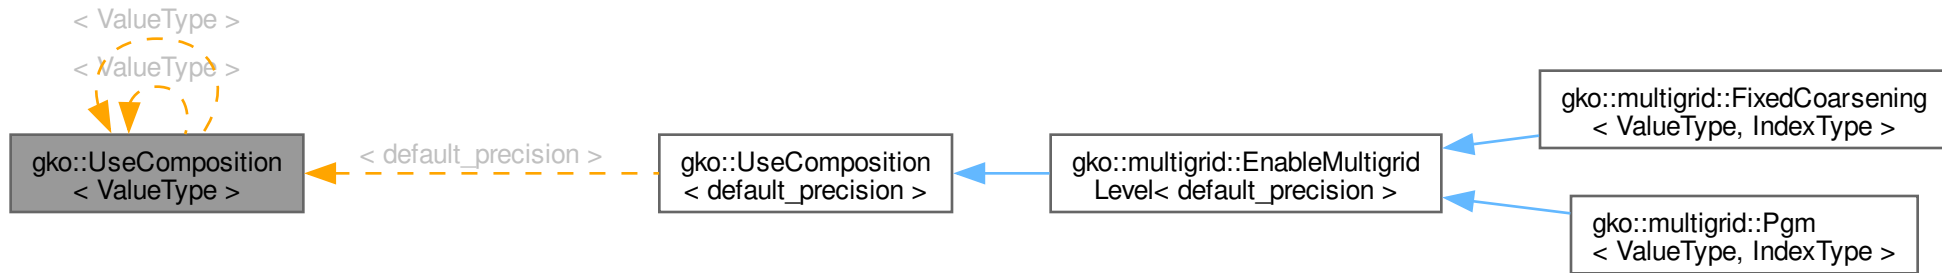 < ValueType >
< ValueType >
gko::UseComposition
< ValueType >
< default_precision >
gko::UseComposition
< default_precision >
gko::multigrid::EnableMultigrid
Level< default_precision >
gko::multigrid::FixedCoarsening
< ValueType, IndexType >
gko::multigrid::Pgm
< ValueType, IndexType >